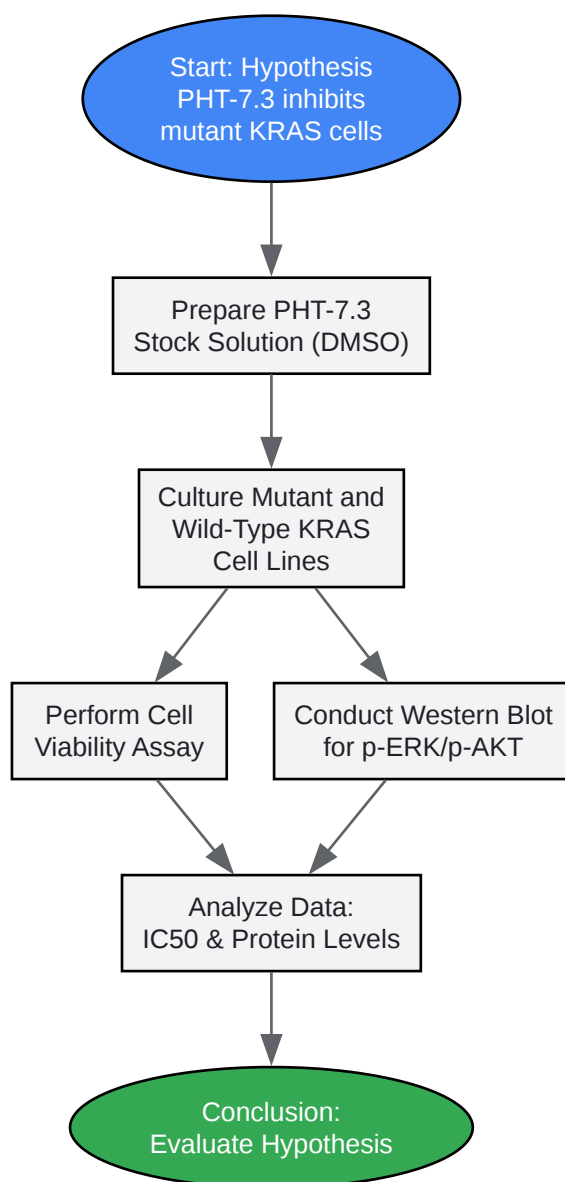 Start: Hypothesis
PHT-7.3 inhibits
mutant KRAS cells
Prepare PHT-7.3
Stock Solution (DMSO)
Culture Mutant and
Wild-Type KRAS
Cell Lines
Perform Cell
Viability Assay
Conduct Western Blot
for p-ERK/p-AKT
Analyze Data:
IC50 & Protein Levels
Conclusion:
Evaluate Hypothesis